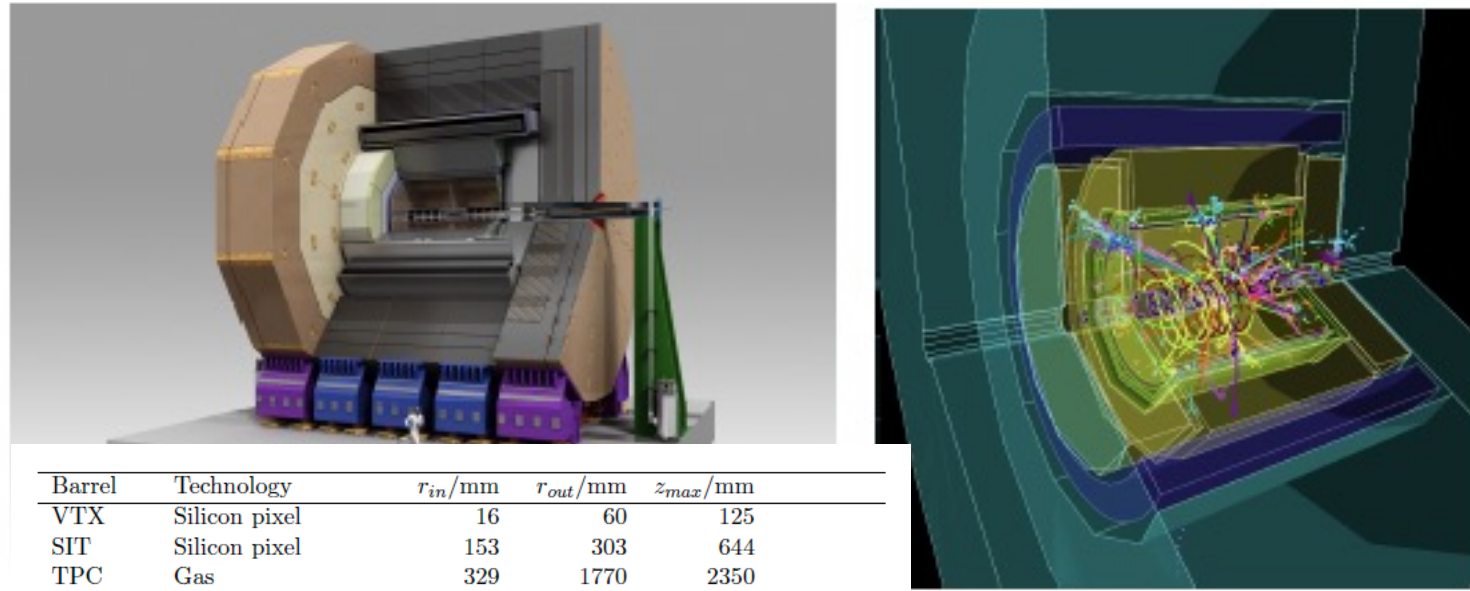 Barrel Technology r_in/mm r_out/mm z_max/mm
VTX Silicon pixel 16 60 125
SIT Silicon pixel 153 303 644
TPC Gas 329 1770 2350